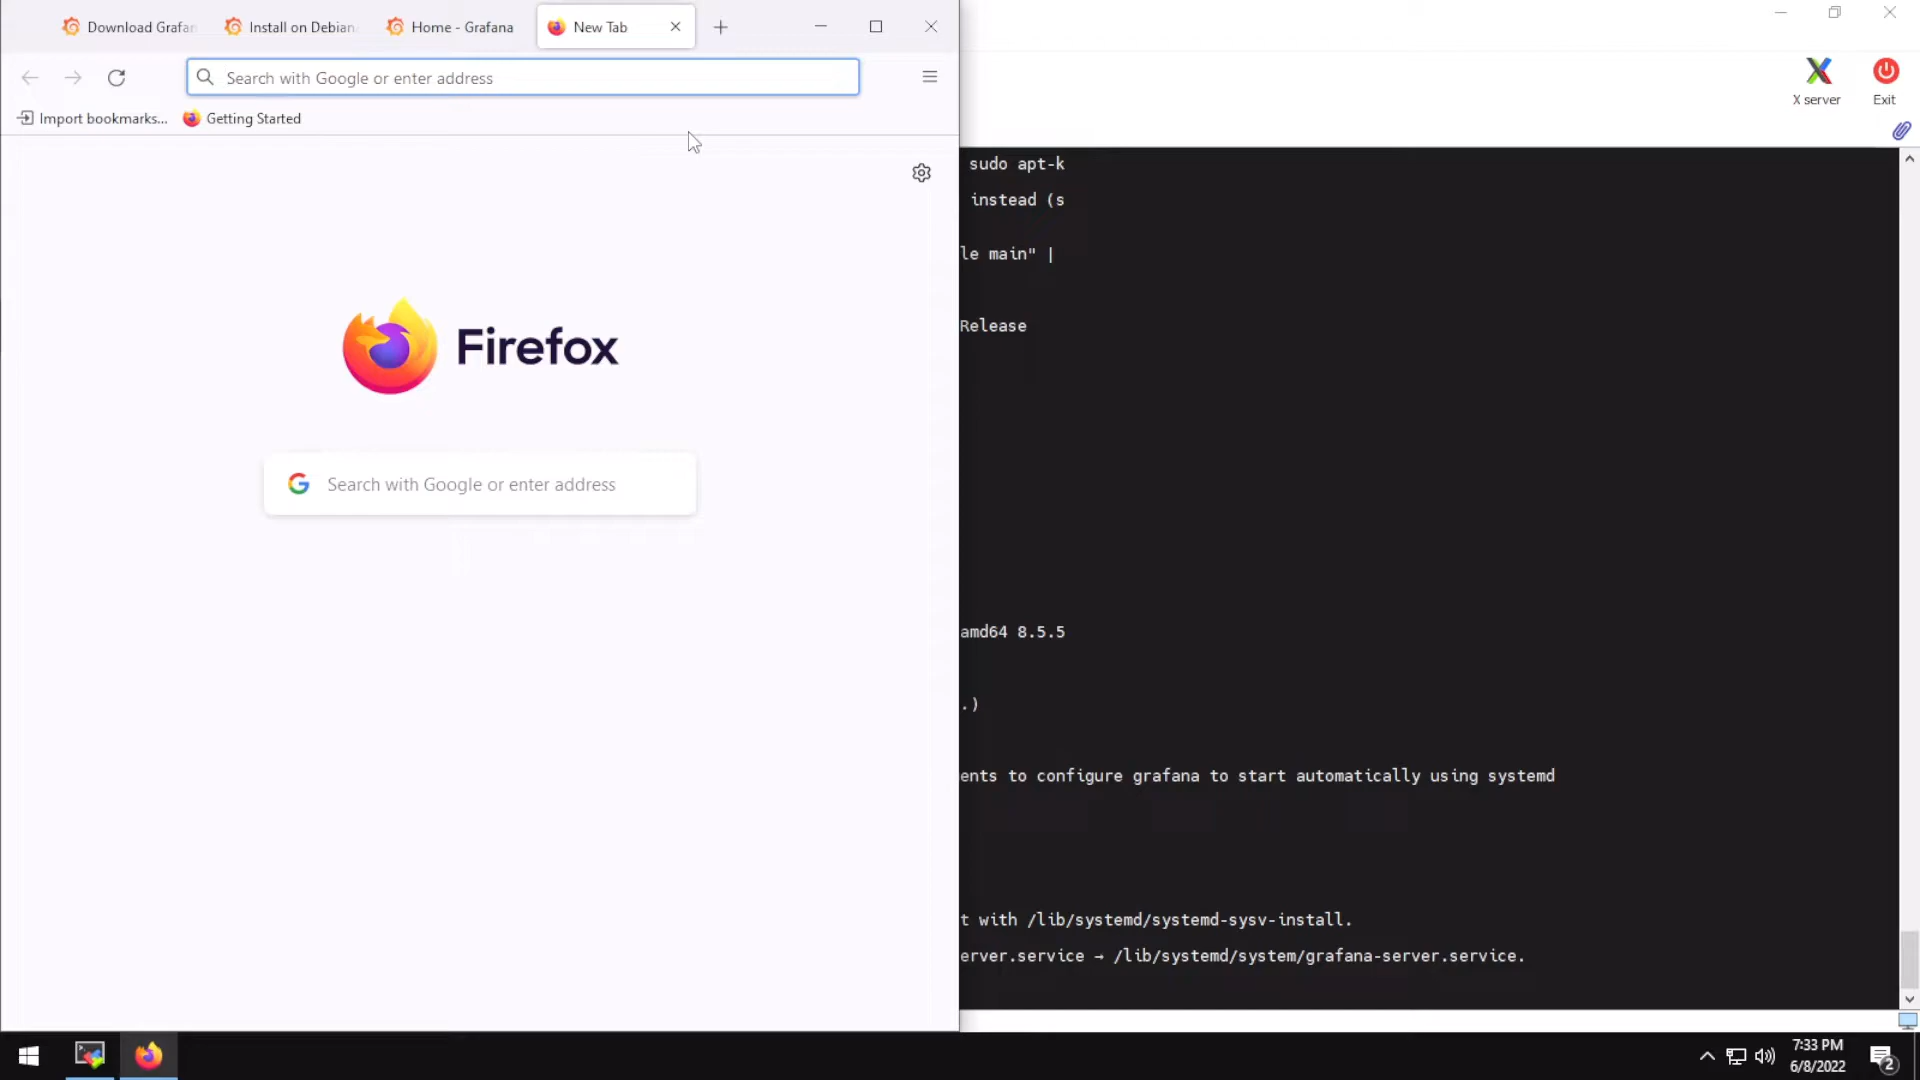 Download Grafan
Install on Debian
Home - Grafana
New Tab
Search with Google or enter address
Import bookmarks...
Getting Started
Firefox
Search with Google or enter address
X server
Exit
sudo apt-k
instead (s
le main" |
Release
amd64 8.5.5
.)
ents to configure grafana to start automatically using systemd
t with /lib/systemd/systemd-sysv-install.
erver.service → /lib/systemd/system/grafana-server.service.
7:33 PM
6/8/2022
2